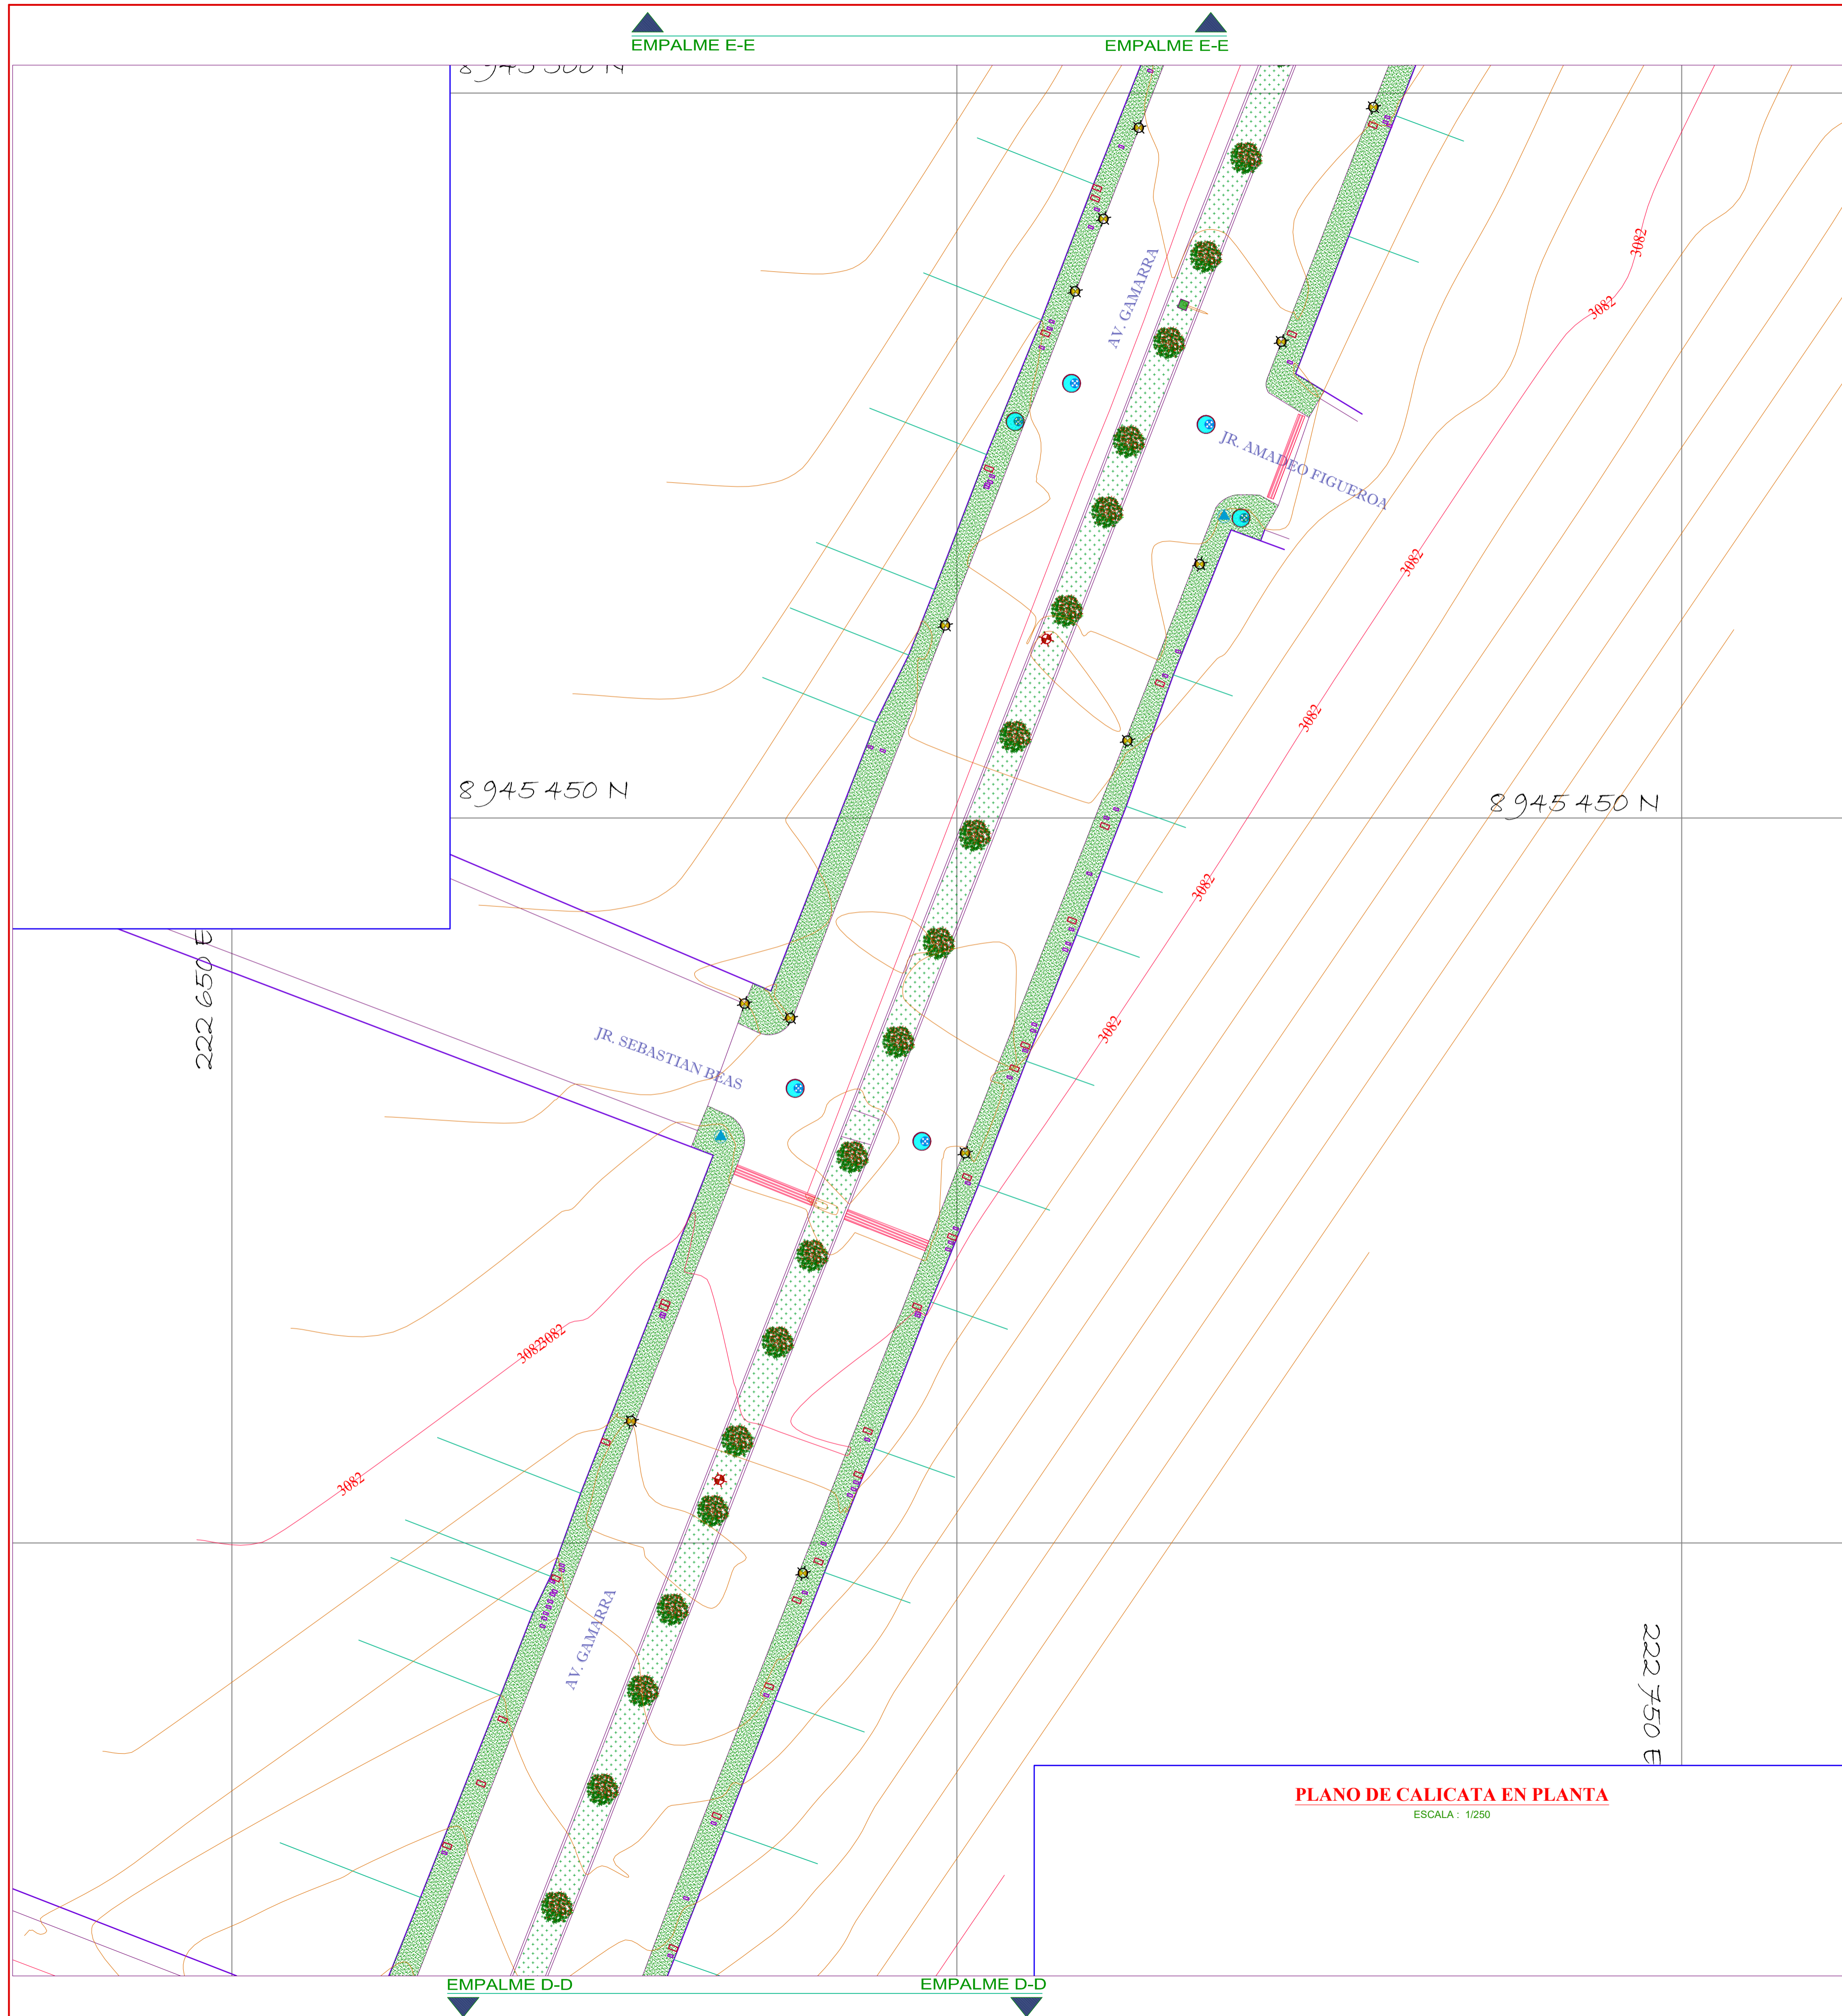 EMPALME E-E
EMPALME E-E
AV. GAMARRA
3082
3082
JR. AMADEO FIGUEROA
3082
3082
8 945 450 N
8 945 450 N
3082
222 650 E
3082
JR. SEBASTIAN BEAS
3082
3082
3082
AV. GAMARRA
222 750 E
PLANO DE CALICATA EN PLANTA
ESCALA : 1/250
EMPALME D-D
EMPALME D-D